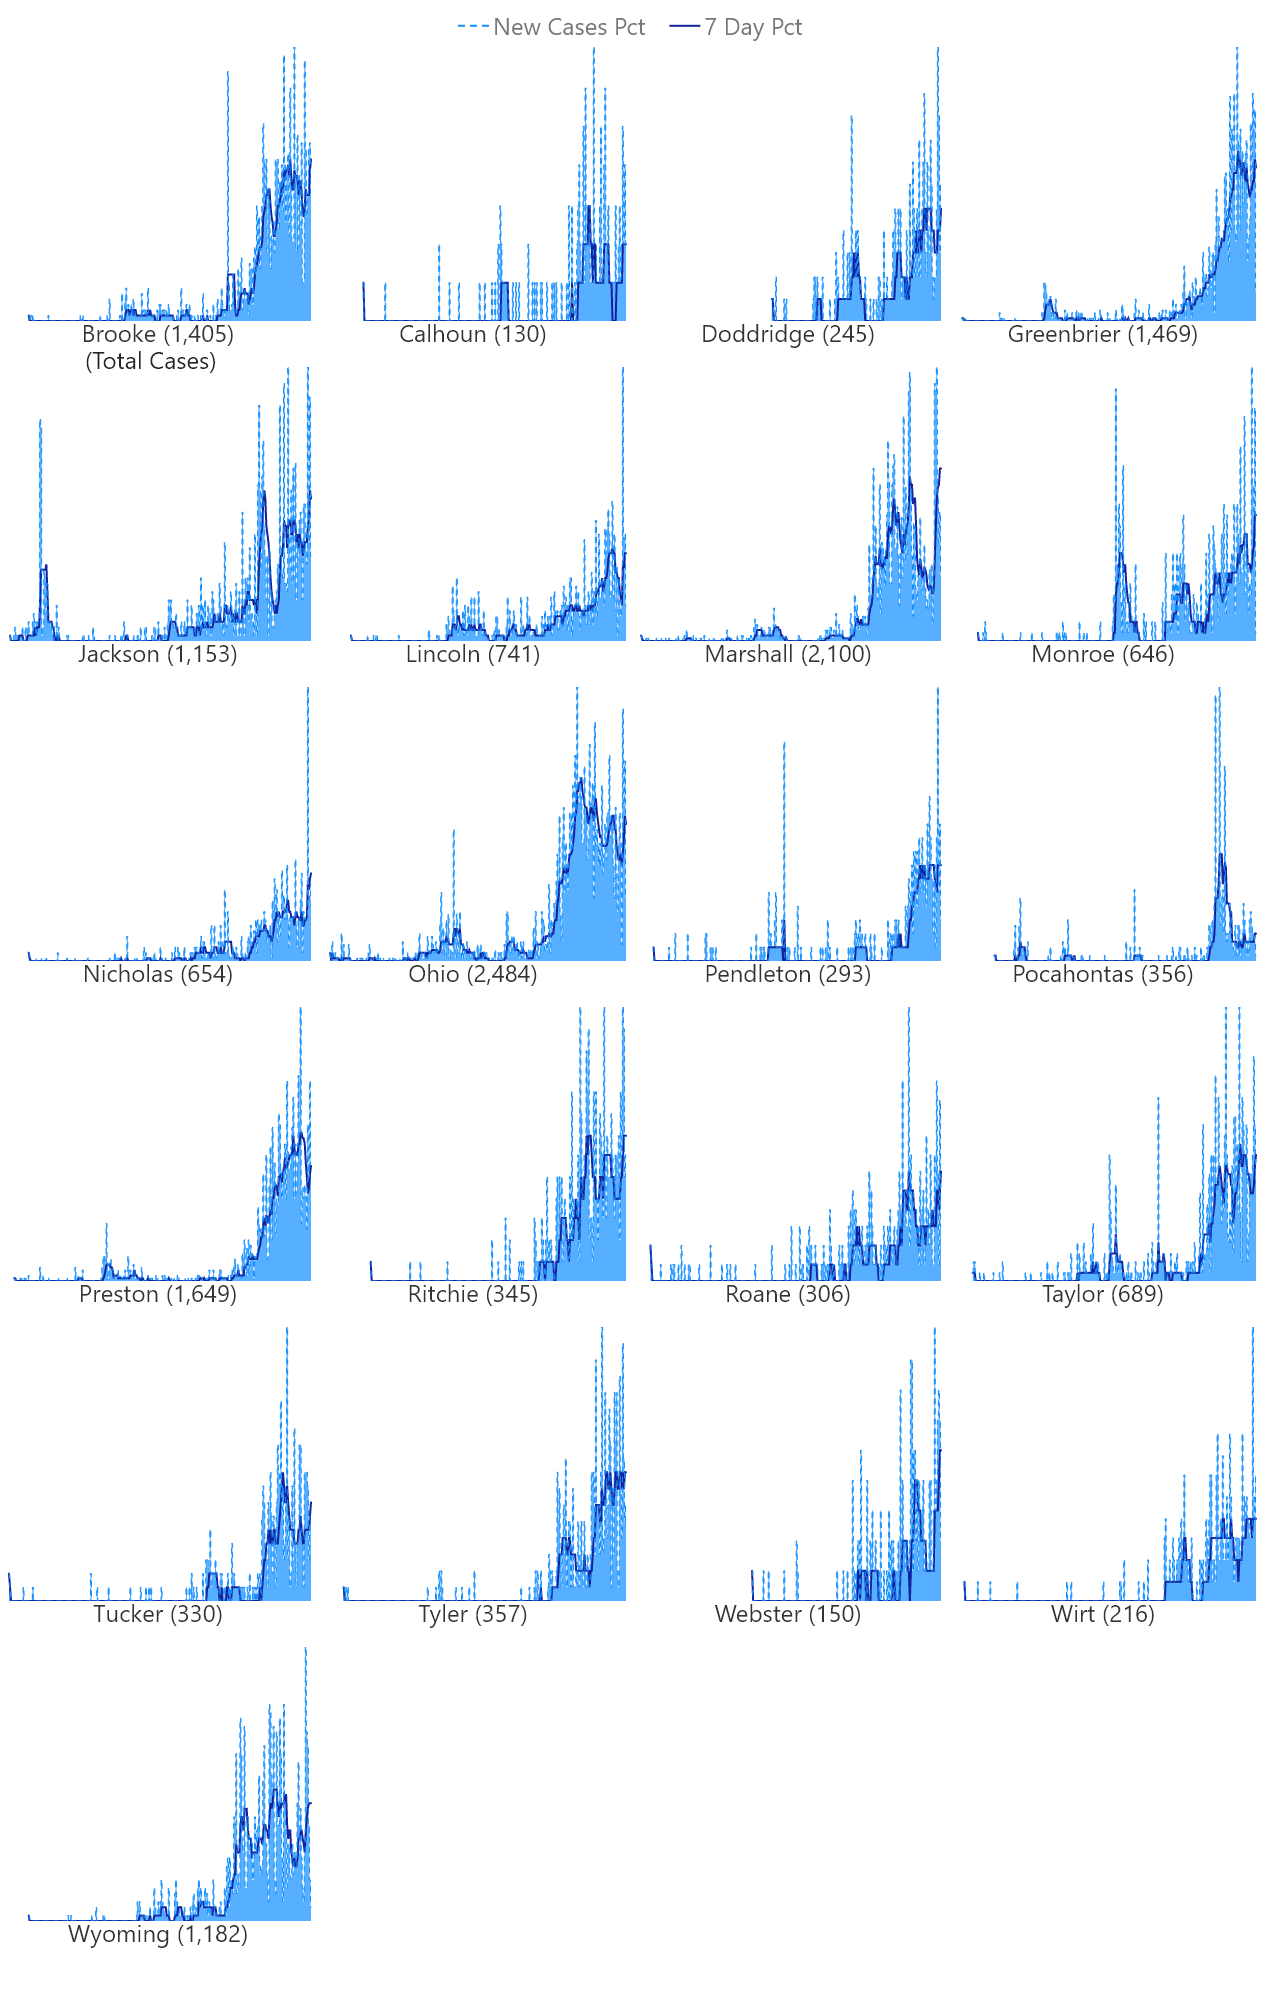 New Cases Pct 7 Day Pct
Brooke (1,405) Calhoun (130) Doddridge (245) Greenbrier (1,469)
(Total Cases)
Jackson (1,153) Lincoln (741) Marshall (2,100) Monroe (646)
Nicholas (654) Ohio (2,484) Pendleton (293) Pocahontas (356)
Preston (1,649) Ritchie (345) Roane (306) Taylor (689)
Tucker (330) Tyler (357) Webster (150) Wirt (216)
Wyoming (1,182)